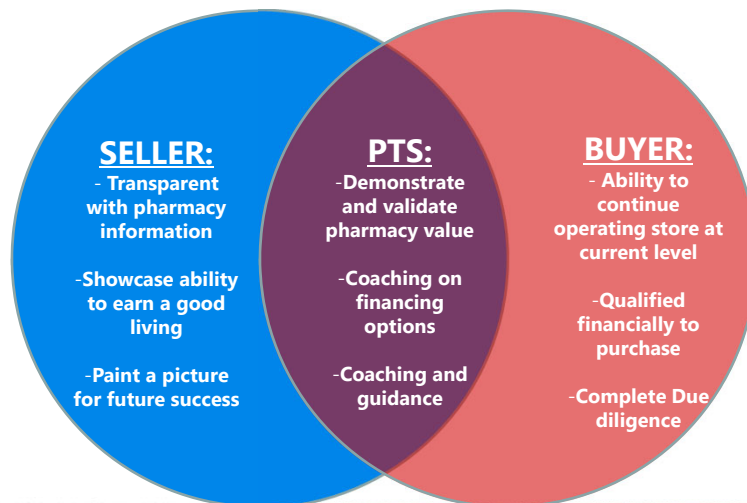 SELLER:
- Transparent
with pharmacy
information
-Showcase ability
to earn a good
living
-Paint a picture
for future success
PTS:
-Demonstrate
and validate
pharmacy value
-Coaching on
financing
options
-Coaching and
guidance
BUYER:
- Ability to
continue
operating store at
current level
-Qualified
financially to
purchase
-Complete Due
diligence